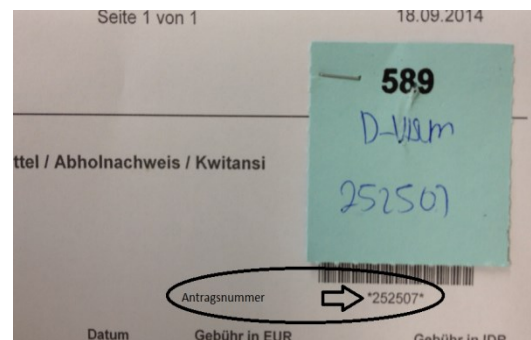 Seite 1 von 1
18.09.2014
589
D-Visum
252507
ttel / Abholnachweis / Kwitansi
Antragsnummer
*252507*
Datum Gebühr in EUR Gebühr in IDR